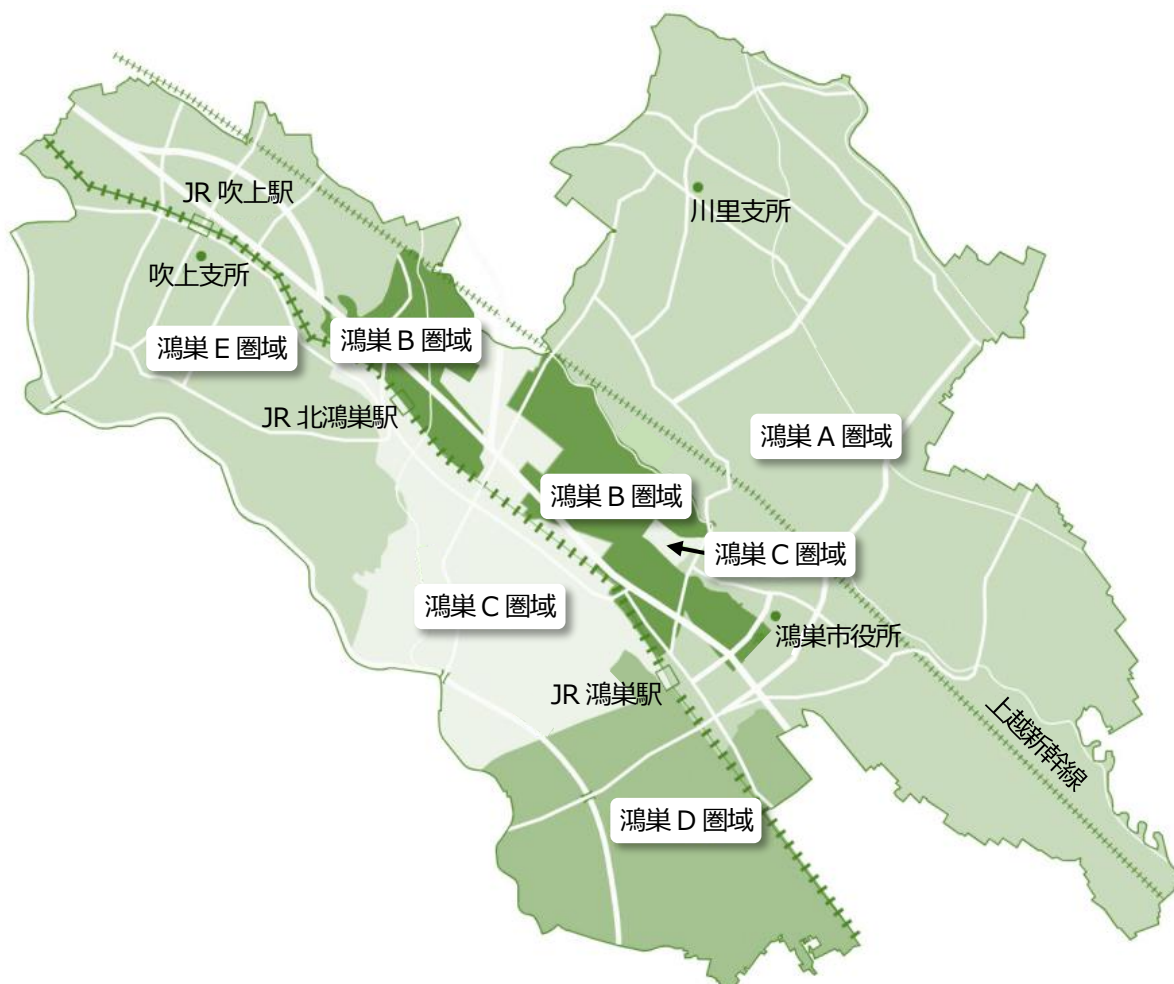 JR 吹上駅
川里支所
吹上支所
鴻巣 B 圏域
鴻巣 E 圏域
JR 北鴻巣駅
鴻巣 A 圏域
鴻巣 B 圏域
鴻巣 C 圏域
鴻巣 C 圏域
鴻巣市役所
JR 鴻巣駅
上越新幹線
鴻巣 D 圏域